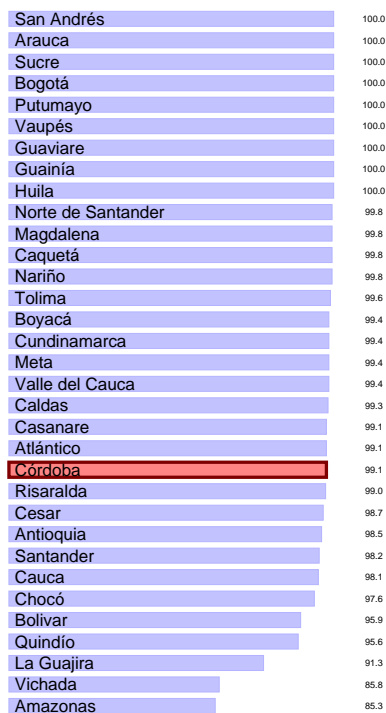 San Andrés 100.0
Arauca 100.0
Sucre 100.0
Bogotá 100.0
Putumayo 100.0
Vaupés 100.0
Guaviare 100.0
Guainía 100.0
Huila 100.0
Norte de Santander 99.8
Magdalena 99.8
Caquetá 99.8
Nariño 99.8
Tolima 99.6
Boyacá 99.4
Cundinamarca 99.4
Meta 99.4
Valle del Cauca 99.4
Caldas 99.3
Casanare 99.1
Atlántico 99.1
Córdoba 99.1
Risaralda 99.0
Cesar 98.7
Antioquia 98.5
Santander 98.2
Cauca 98.1
Chocó 97.6
Bolivar 95.9
Quindío 95.6
La Guajira 91.3
Vichada 85.8
Amazonas 85.3